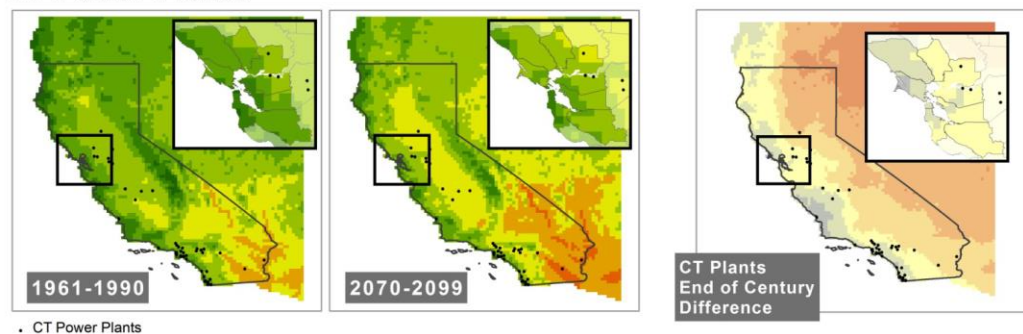 1961-1990
2070-2099
CT Plants
End of Century
Difference
. CT Power Plants